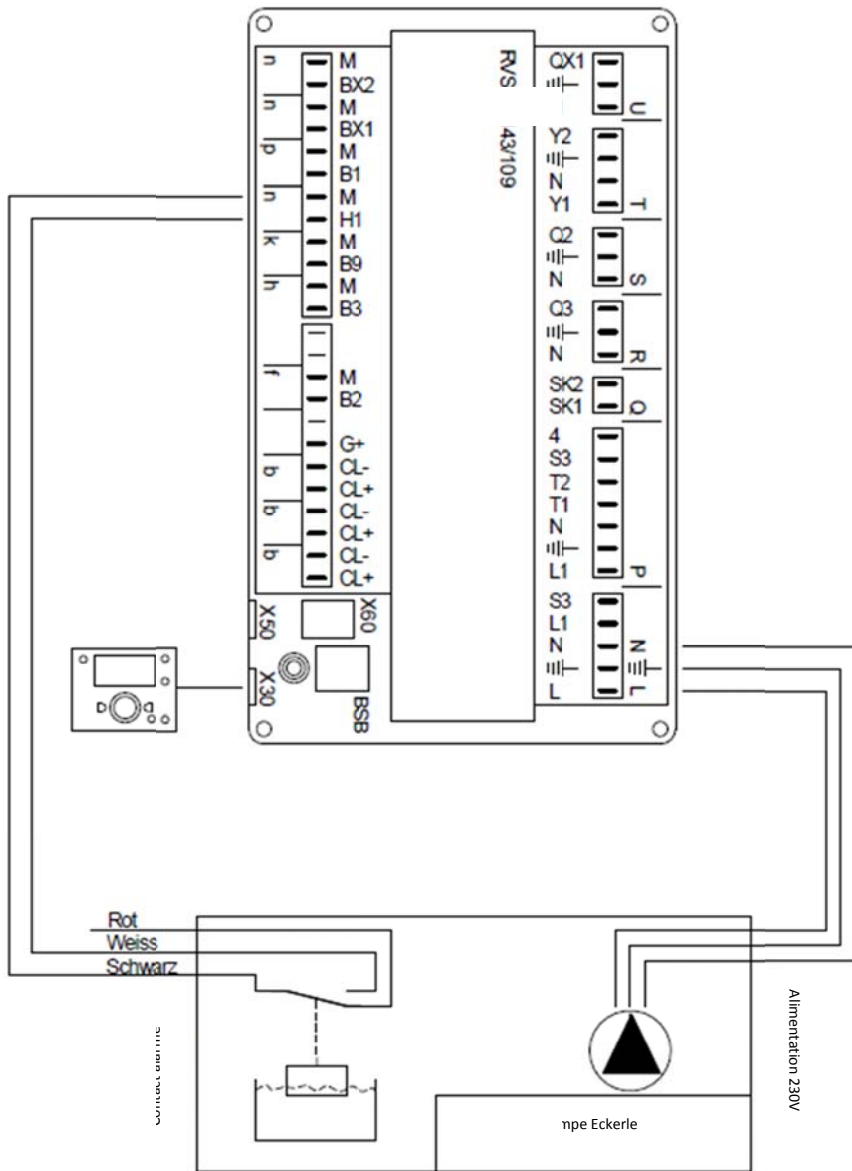 n
n
p
n
k
h
f
b
b
b
M
BX2
M
BX1
M
B1
M
H1
M
B9
M
B3
M
B2
G+
CL-
CL+
CL-
CL+
CL-
CL+
X50
X60
X30
BSB
RVS
43/109
QX1
U
Y2
N
Y1
T
Q2
N
S
Q3
N
R
SK2
SK1
Q
4
S3
T2
T1
N
L1
P
S3
L1
N
L
N
L
Rot
Weiss
Schwarz
Alimentation 230V
Eckerle